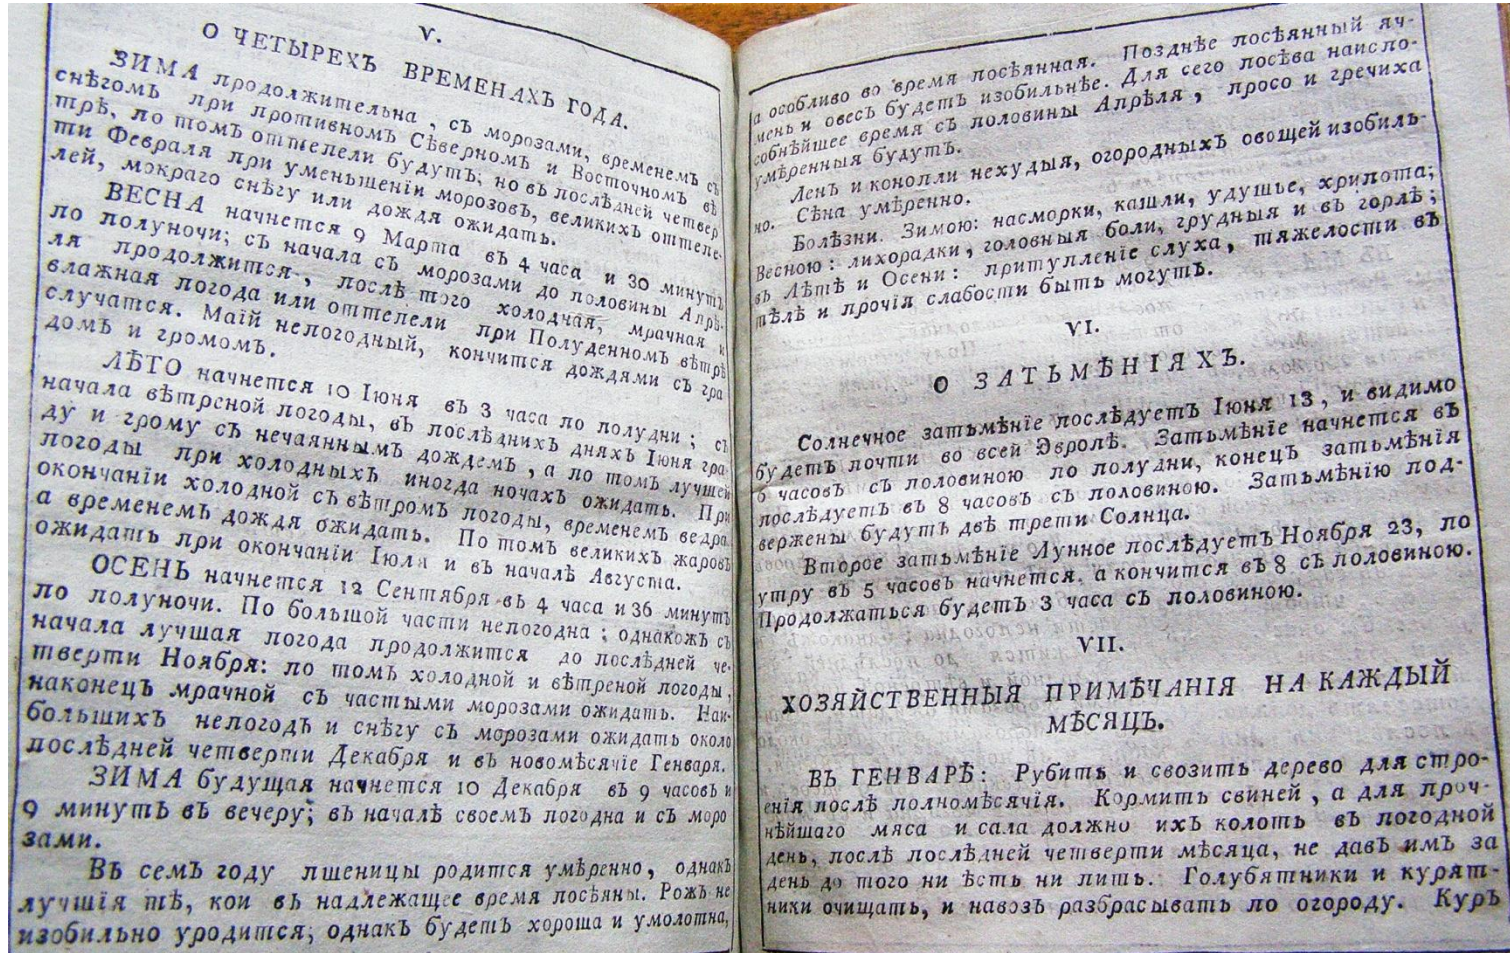 V.
О ЧЕТЫРЕХЪ ВРЕМЕНАХЪ ГОДА.
ЗИМА продолжительна, съ морозами, временемъ съ
снѣгомъ при противномъ Сѣверномъ и Восточномъ вѣ
трѣ, по томъ оттепели будутъ; но въ послѣдней четвер
ти Февраля при уменьшеніи морозовъ, великихъ оттепе-
лей, мокраго снѣгу или дождя ожидать.
ВЕСНА начнется 9 Марта въ 4 часа и 30 минутъ
по полуночи; съ начала съ морозами до половины Апрѣ-
ля продолжится, послѣ того холодная, мрачная и
влажная погода или оттепели при Полуденномъ вѣтрѣ
случатся. Маій непогодный, кончится дождями съ гра
домъ и громомъ.
ЛѢТО начнется 10 Іюня въ 3 часа по полудни; съ
начала вѣтреной погоды, въ послѣднихъ дняхъ Іюня гра-
ду и грому съ нечаяннымъ дождемъ, а по томъ лучшей
погоды при холодныхъ иногда ночахъ ожидать. При
окончаніи холодной съ вѣтромъ погоды, временемъ ведра,
а временемъ дождя ожидать. По томъ великихъ жаровъ
ожидать при окончаніи Іюля и въ началѣ Августа.
ОСЕНЬ начнется 12 Сентября въ 4 часа и 36 минутъ
по полуночи. По большой части непогодна; однакожъ съ
начала лучшая погода продолжится до послѣдней че-
тверти Ноября: по томъ холодной и вѣтреной погоды,
наконецъ мрачной съ частыми морозами ожидать. Наи-
большихъ непогодъ и снѣгу съ морозами ожидать около
послѣдней четверти Декабря и въ новомѣсячіе Генваря.
ЗИМА будущая начнется 10 Декабря въ 9 часовъ и
9 минутъ въ вечеру; въ началѣ своемъ погодна и съ моро
зами.
Въ семъ году пшеницы родится умѣренно, однакъ
лучшія тѣ, кои въ надлежащее время посѣяны. Рожь не
изобильно уродится, однакъ будетъ хороша и умолотна,
а особливо во время посѣянная. Позднѣе посѣянный яч-
мень и овесъ будетъ изобильнѣе. Для сего посѣва наиспо-
собнѣйшее время съ половины Апрѣля, просо и гречиха
умѣренныя будутъ.
Ленъ и конопли нехудыя, огородныхъ овощей изобиль-
но. Сѣна умѣренно.
Болѣзни. Зимою: насморки, кашли, удушье, хрипота;
Весною: лихорадки, головныя боли, грудныя и въ горлѣ;
въ Лѣтѣ и Осени: притупленіе слуха, тяжелости въ
тѣлѣ и прочія слабости быть могутъ.
VI.
О ЗАТЬМѢНІЯХЪ.
Солнечное затьмѣніе послѣдуетъ Іюня 13, и видимо
будетъ почти во всей Эвропѣ. Затьмѣніе начнется въ
6 часовъ съ половиною по полудни, конецъ затьмѣнія
послѣдуетъ въ 8 часовъ съ половиною. Затьмѣнію под-
вержены будутъ двѣ трети Солнца.
Второе затьмѣніе Лунное послѣдуетъ Ноября 23, по
утру въ 5 часовъ начнется, а кончится въ 8 съ половиною.
Продолжаться будетъ 3 часа съ половиною.
VII.
ХОЗЯЙСТВЕННЫЯ ПРИМѢЧАНІЯ НА КАЖДЫЙ
МѢСЯЦЪ.
ВЪ ГЕНВАРѢ: Рубить и свозить дерево для стро-
енія послѣ полномѣсячія. Кормить свиней, а для проч-
нѣйшаго мяса и сала должно ихъ колоть въ погодной
день, послѣ послѣдней четверти мѣсяца, не давъ имъ за
день до того ни ѣсть ни пить. Голубятники и курят-
ники очищать, и навозъ разбрасывать по огороду. Куръ